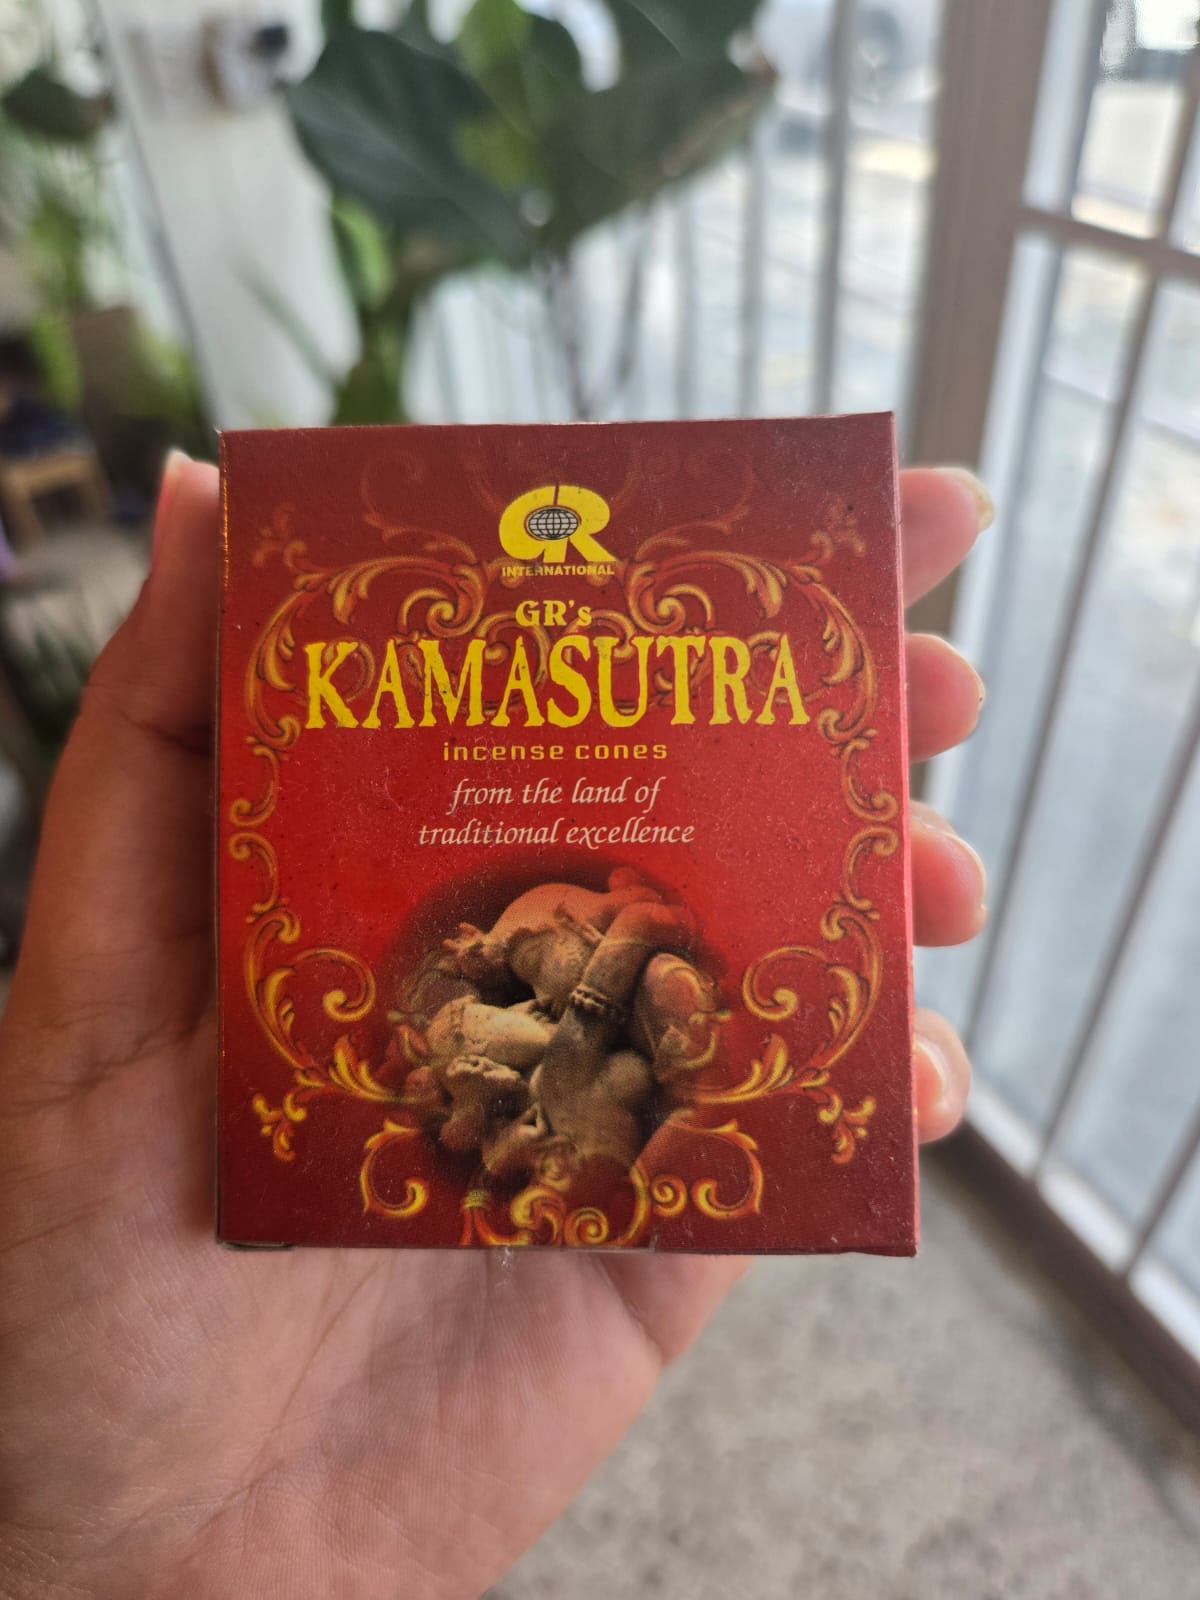 GR
INTERNATIONAL
GR's
KAMASUTRA
incense cones
from the land of
traditional excellence